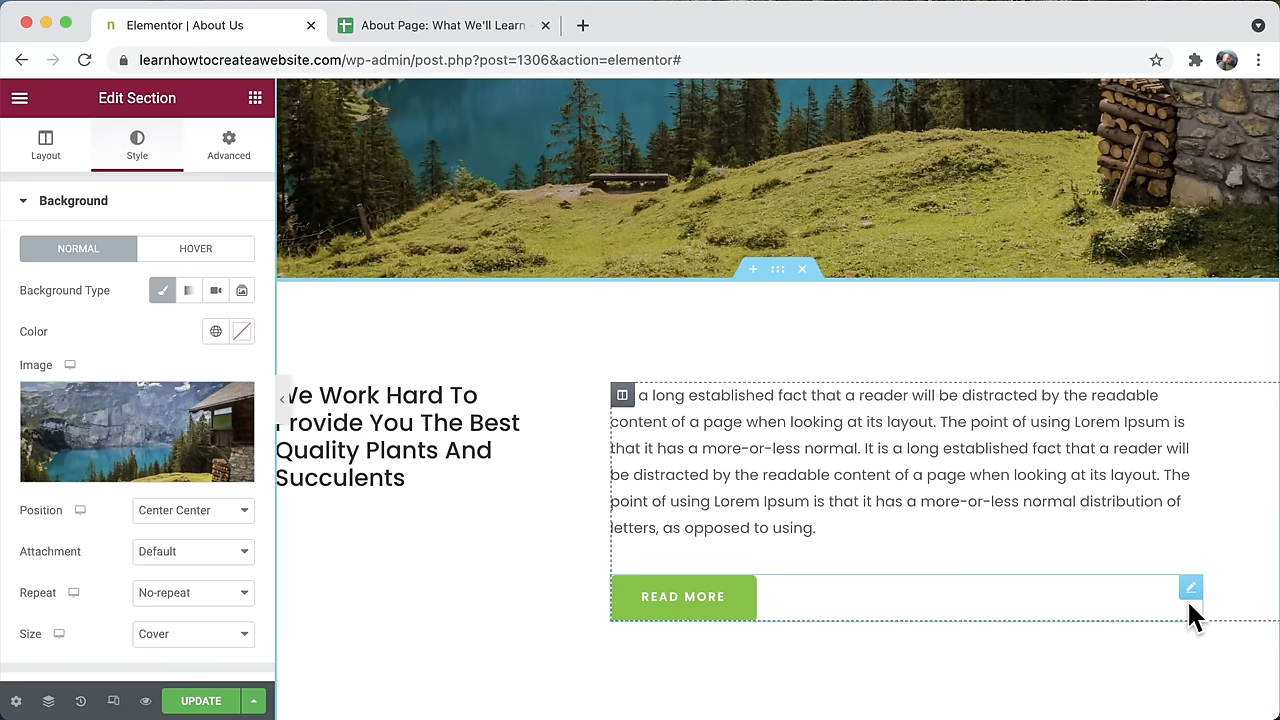 Elementor | About Us
About Page: What We'll Learn
learnhowtocreateawebsite.com/wp-admin/post.php?post=1306&action=elementor#
Edit Section
Layout
Style
Advanced
Background
NORMAL
HOVER
Background Type
Color
Image
Position
Center Center
Attachment
Default
Repeat
No-repeat
Size
Cover
UPDATE
We Work Hard To
Provide You The Best
Quality Plants And
Succulents
a long established fact that a reader will be distracted by the readable
content of a page when looking at its layout. The point of using Lorem Ipsum is
that it has a more-or-less normal. It is a long established fact that a reader will
be distracted by the readable content of a page when looking at its layout. The
point of using Lorem Ipsum is that it has a more-or-less normal distribution of
letters, as opposed to using.
READ MORE